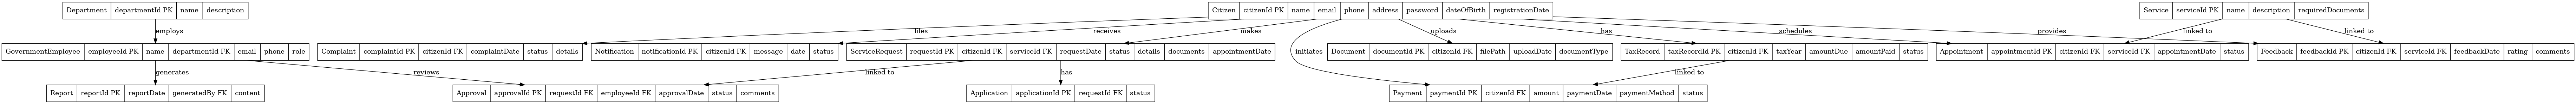 Department departmentId PK name description
Citizen citizenId PK name email phone address password dateOfBirth registrationDate
Service serviceId PK name description requiredDocuments
employs
files
receives
makes
initiates
uploads
has
schedules
provides
linked to
linked to
GovernmentEmployee employeeId PK name departmentId FK email phone role
Complaint complaintId PK citizenId FK complaintDate status details
Notification notificationId PK citizenId FK message date status
ServiceRequest requestId PK citizenId FK serviceId FK requestDate status details documents appointmentDate
Document documentId PK citizenId FK filePath uploadDate documentType
TaxRecord taxRecordId PK citizenId FK taxYear amountDue amountPaid status
Appointment appointmentId PK citizenId FK serviceId FK appointmentDate status
Feedback feedbackId PK citizenId FK serviceId FK feedbackDate rating comments
generates
reviews
linked to
has
linked to
Report reportId PK reportDate generatedBy FK content
Approval approvalId PK requestId FK employeeId FK approvalDate status comments
Application applicationId PK requestId FK status
Payment paymentId PK citizenId FK amount paymentDate paymentMethod status